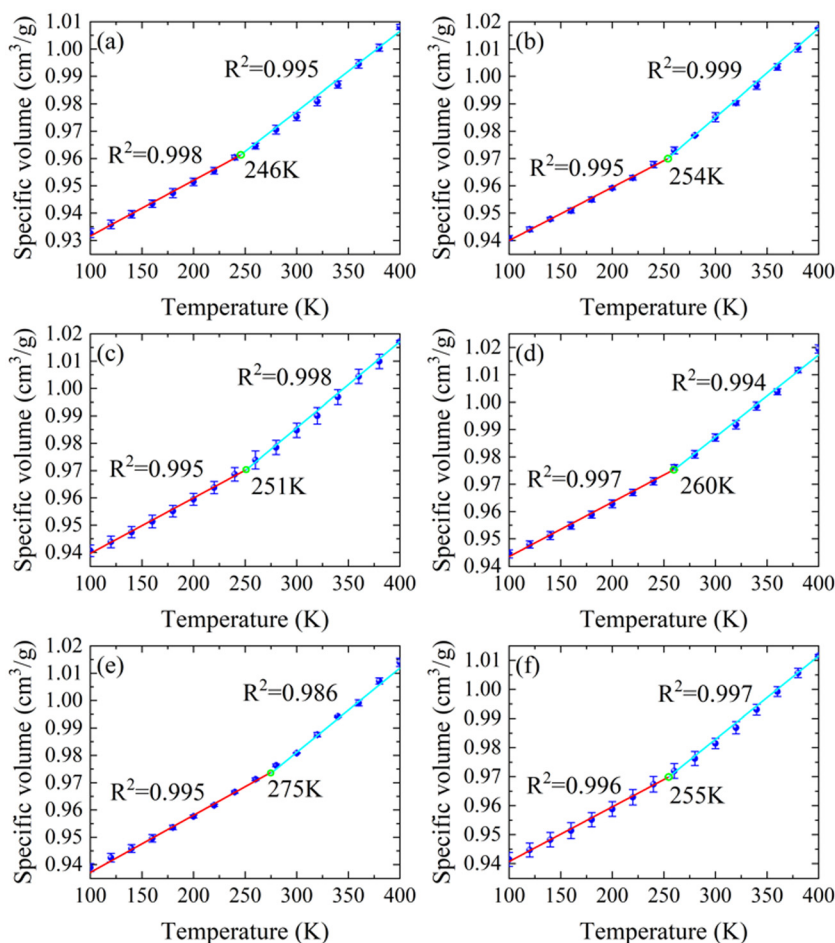 (a)
R²=0.995
R²=0.998
246K
Specific volume (cm³/g)
1.01
1.00
0.99
0.98
0.97
0.96
0.95
0.94
0.93
100 150 200 250 300 350 400
Temperature (K)
(b)
R²=0.999
R²=0.995
254K
Specific volume (cm³/g)
1.02
1.01
1.00
0.99
0.98
0.97
0.96
0.95
0.94
100 150 200 250 300 350 400
Temperature (K)
(c)
R²=0.998
R²=0.995
251K
Specific volume (cm³/g)
1.02
1.01
1.00
0.99
0.98
0.97
0.96
0.95
0.94
100 150 200 250 300 350 400
Temperature (K)
(d)
R²=0.994
R²=0.997
260K
Specific volume (cm³/g)
1.02
1.01
1.00
0.99
0.98
0.97
0.96
0.95
0.94
100 150 200 250 300 350 400
Temperature (K)
(e)
R²=0.986
R²=0.995
275K
Specific volume (cm³/g)
1.02
1.01
1.00
0.99
0.98
0.97
0.96
0.95
0.94
100 150 200 250 300 350 400
Temperature (K)
(f)
R²=0.997
R²=0.996
255K
Specific volume (cm³/g)
1.01
1.00
0.99
0.98
0.97
0.96
0.95
0.94
100 150 200 250 300 350 400
Temperature (K)